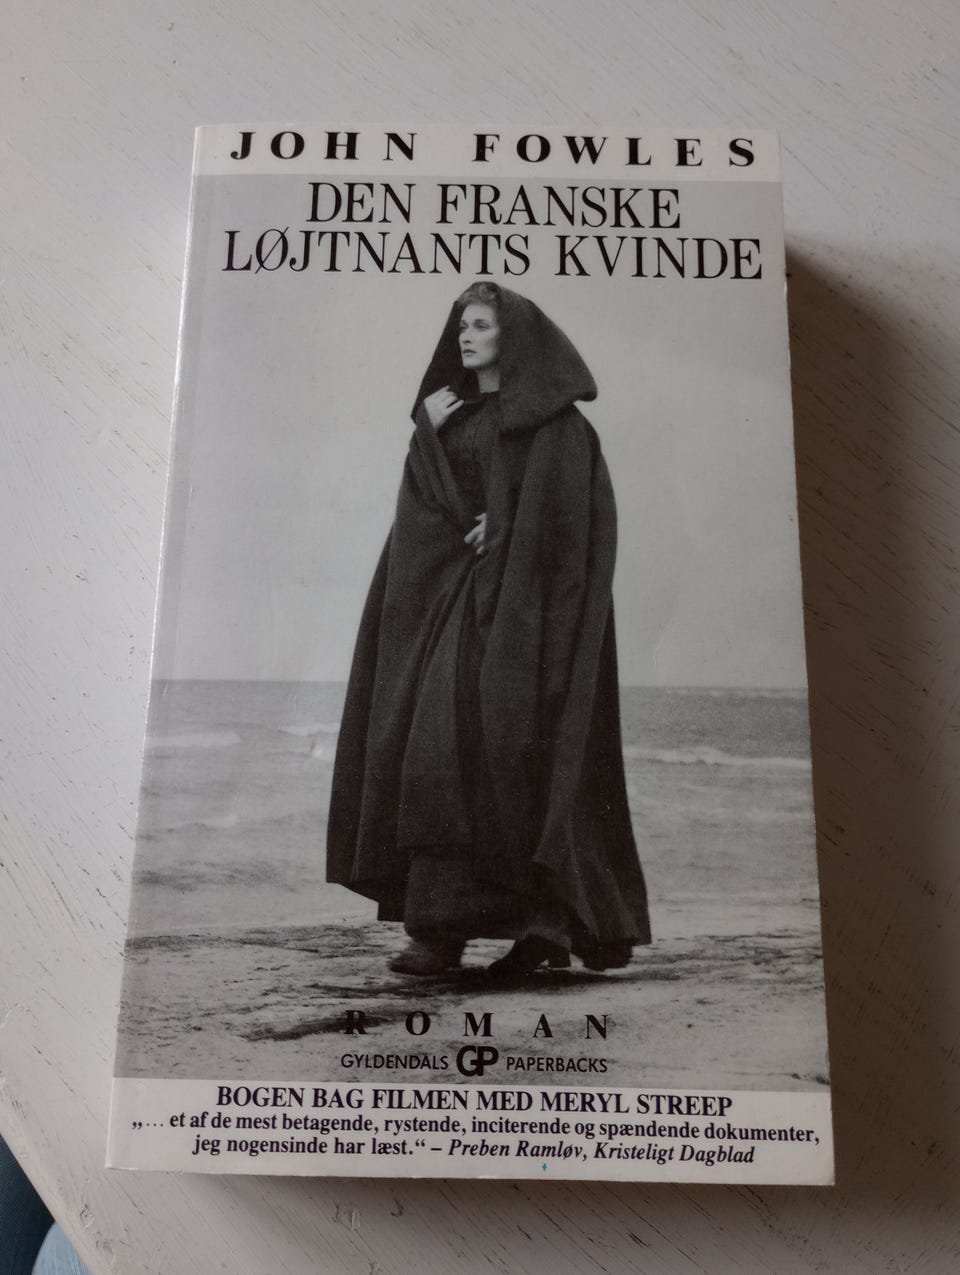 JOHN FOWLES
DEN FRANSKE
LØJTNANTS KVINDE
ROMAN
GYLDENDALS GP PAPERBACKS
BOGEN BAG FILMEN MED MERYL STREEP
„... et af de mest betagende, rystende, inciterende og spændende dokumenter,
jeg nogensinde har læst.“ – Preben Ramløv, Kristeligt Dagblad